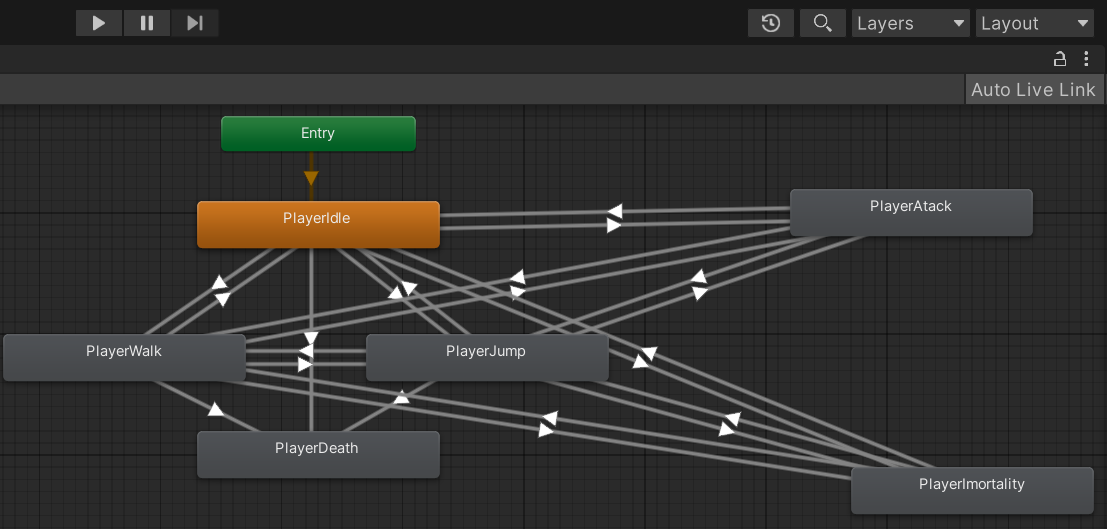 Layers
Layout
Auto Live Link
Entry
PlayerIdle
PlayerAtack
PlayerWalk
PlayerJump
PlayerDeath
PlayerImortality